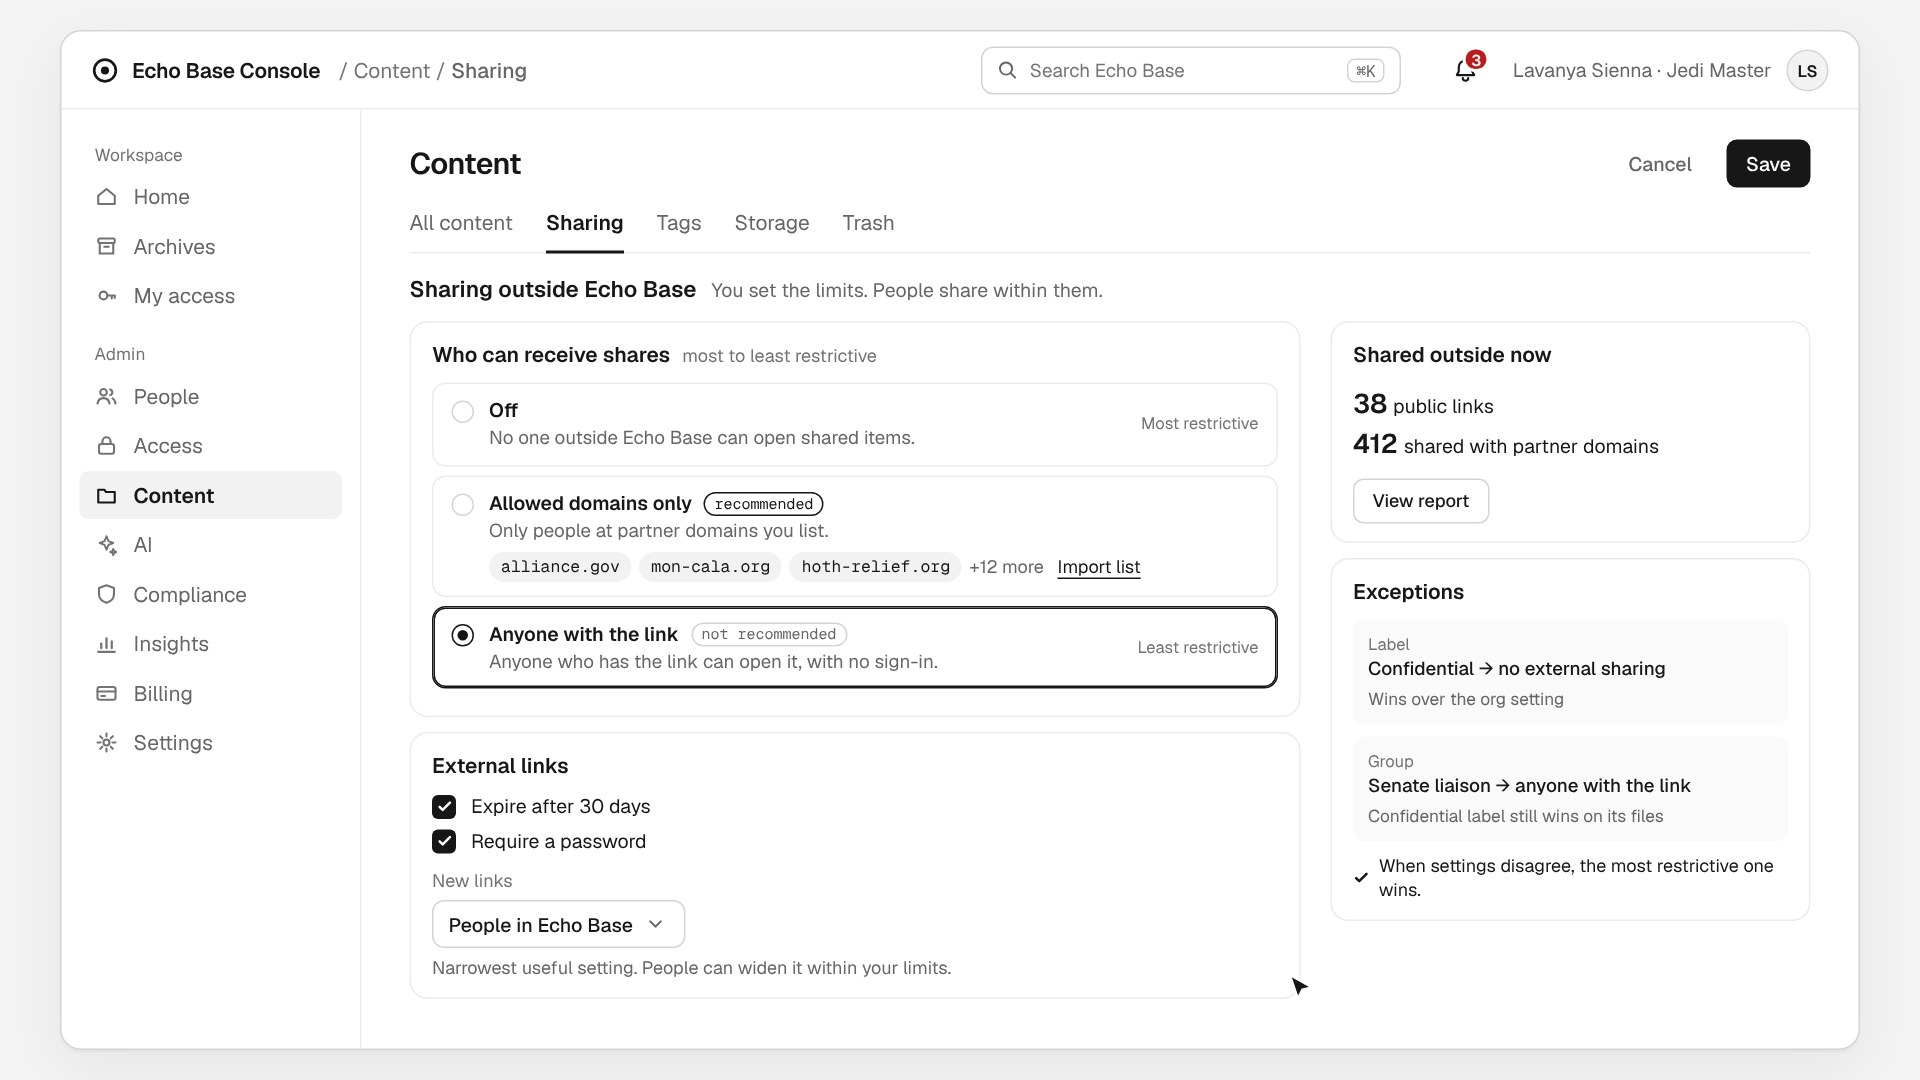 Echo Base Console / Content / Sharing
Search Echo Base ⌘K
3
Lavanya Sienna · Jedi Master LS
Workspace
Home
Archives
My access
Admin
People
Access
Content
AI
Compliance
Insights
Billing
Settings
Content
Cancel Save
All content Sharing Tags Storage Trash
Sharing outside Echo Base You set the limits. People share within them.
Who can receive shares most to least restrictive
Off
No one outside Echo Base can open shared items.
Most restrictive
Allowed domains only recommended
Only people at partner domains you list.
alliance.gov mon-cala.org hoth-relief.org +12 more Import list
Anyone with the link not recommended
Anyone who has the link can open it, with no sign-in.
Least restrictive
External links
Expire after 30 days
Require a password
New links
People in Echo Base
Narrowest useful setting. People can widen it within your limits.
Shared outside now
38 public links
412 shared with partner domains
View report
Exceptions
Label
Confidential → no external sharing
Wins over the org setting
Group
Senate liaison → anyone with the link
Confidential label still wins on its files
When settings disagree, the most restrictive one
wins.